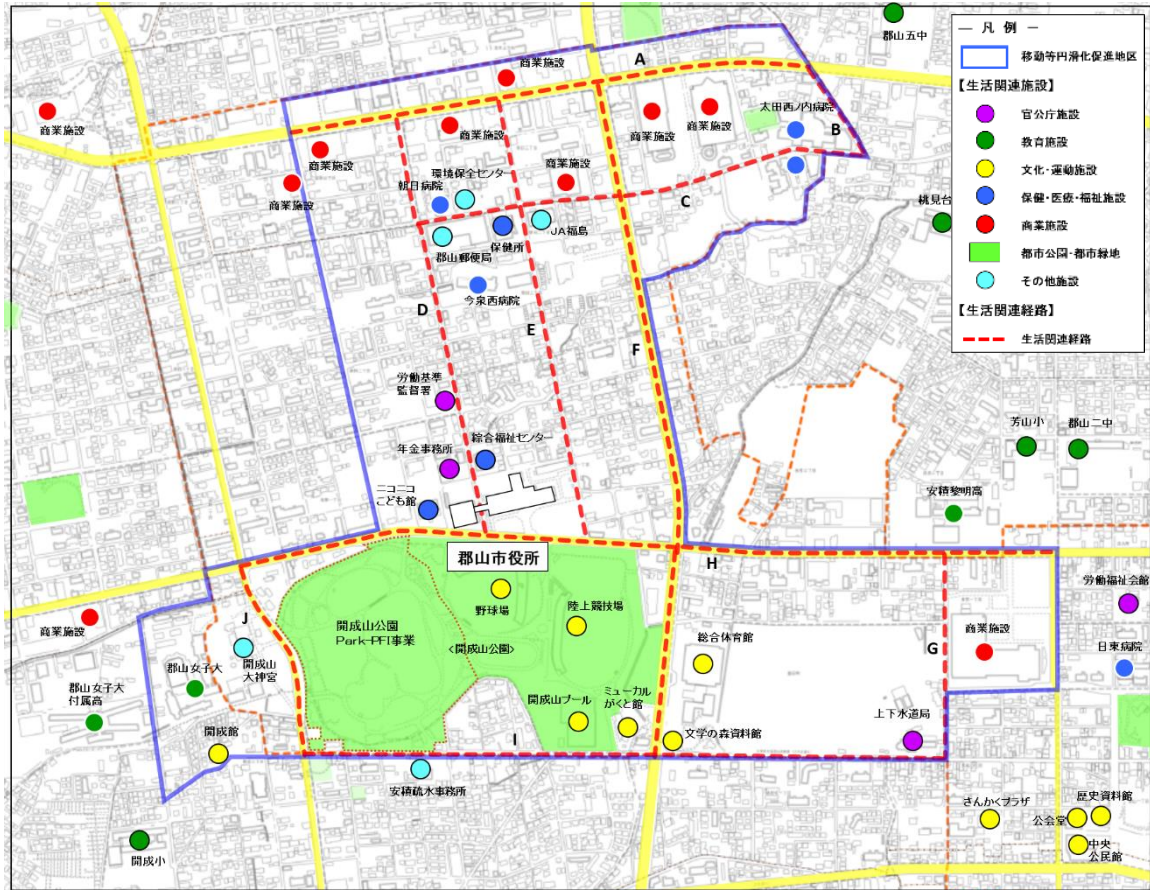 ― 凡 例 －
移動等円滑化促進地区
【生活関連施設】
官公庁施設
教育施設
文化・運動施設
保健・医療・福祉施設
商業施設
都市公園・都市緑地
その他施設
【生活関連経路】
生活関連経路
郡山五中
商業施設
A
商業施設
太田西ノ内病院
商業施設
商業施設
商業施設
B
商業施設
環境保全センター
商業施設
朝日病院
商業施設
C
桃見台
JA福島
保健所
郡山郵便局
今泉西病院
D
E
F
労働基準
監督署
綜合福祉センター
年金事務所
ニコニコ
こども館
芳山小
郡山二中
安積黎明高
郡山市役所
H
野球場
陸上競技場
労働福祉会館
商業施設
J
開成山公園
Park-PFI事業
<開成山公園>
総合体育館
G
商業施設
開成山
大神宮
日東病院
郡山女子大
郡山女子大
付属高
開成山プール
ミューカル
がくと館
上下水道局
開成館
I
文学の森資料館
安積疏水事務所
さんかくプラザ
歴史資料館
公会堂
中央
公民館
開成小